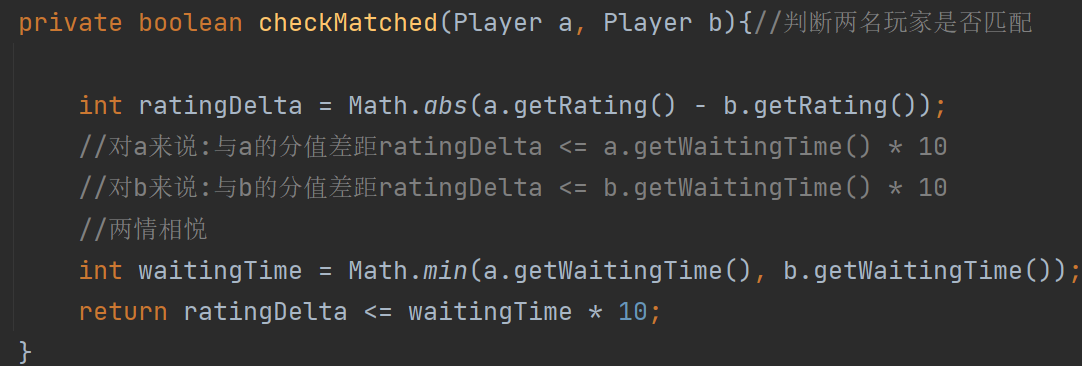 private boolean checkMatched(Player a, Player b){//判断两名玩家是否匹配
int ratingDelta = Math.abs(a.getRating() - b.getRating());
//对a来说:与a的分值差距ratingDelta <= a.getWaitingTime() * 10
//对b来说:与b的分值差距ratingDelta <= b.getWaitingTime() * 10
//两情相悦
int waitingTime = Math.min(a.getWaitingTime(), b.getWaitingTime());
return ratingDelta <= waitingTime * 10;
}